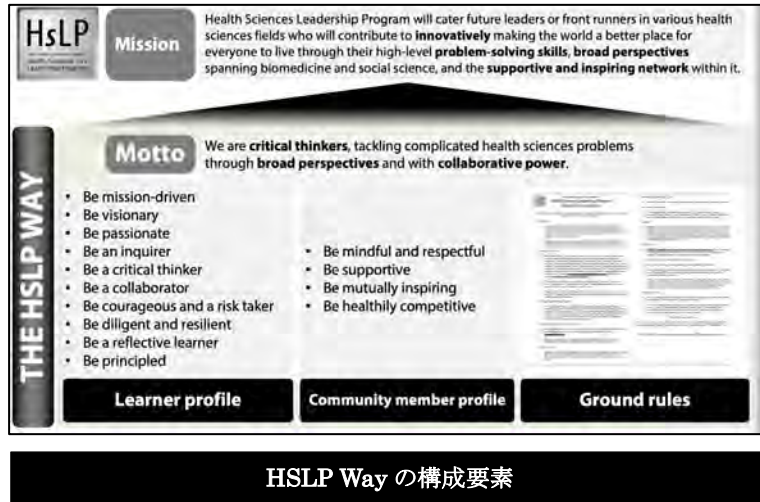 HsLP
Mission
Health Sciences Leadership Program will cater future leaders or front runners in various health
sciences fields who will contribute to innovatively making the world a better place for
everyone to live through their high-level problem-solving skills, broad perspectives
spanning biomedicine and social science, and the supportive and inspiring network within it.
THE HSLP WAY
Motto
We are critical thinkers, tackling complicated health sciences problems
through broad perspectives and with collaborative power.
• Be mission-driven
• Be visionary
• Be passionate
• Be an inquirer
• Be a critical thinker
• Be a collaborator
• Be courageous and a risk taker
• Be diligent and resilient
• Be a reflective learner
• Be principled
• Be mindful and respectful
• Be supportive
• Be mutually inspiring
• Be healthily competitive
Learner profile
Community member profile
Ground rules
HSLP Way の構成要素